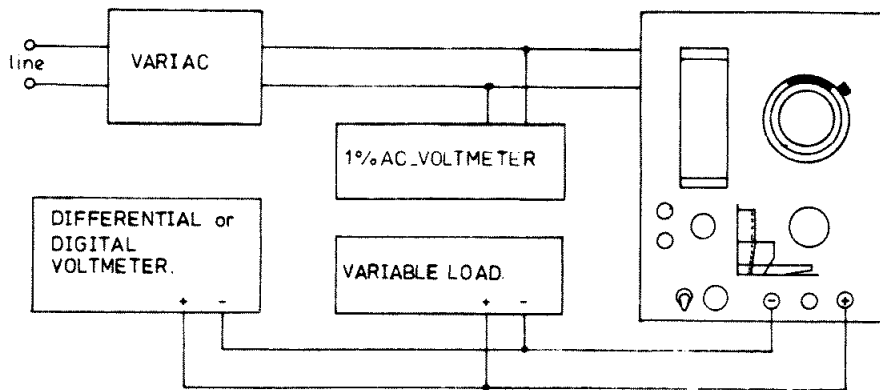 line
VARIAC
1% AC_VOLTMETER
DIFFERENTIAL or
DIGITAL
VOLTMETER.
+ -
VARIABLE LOAD.
+ -
- +